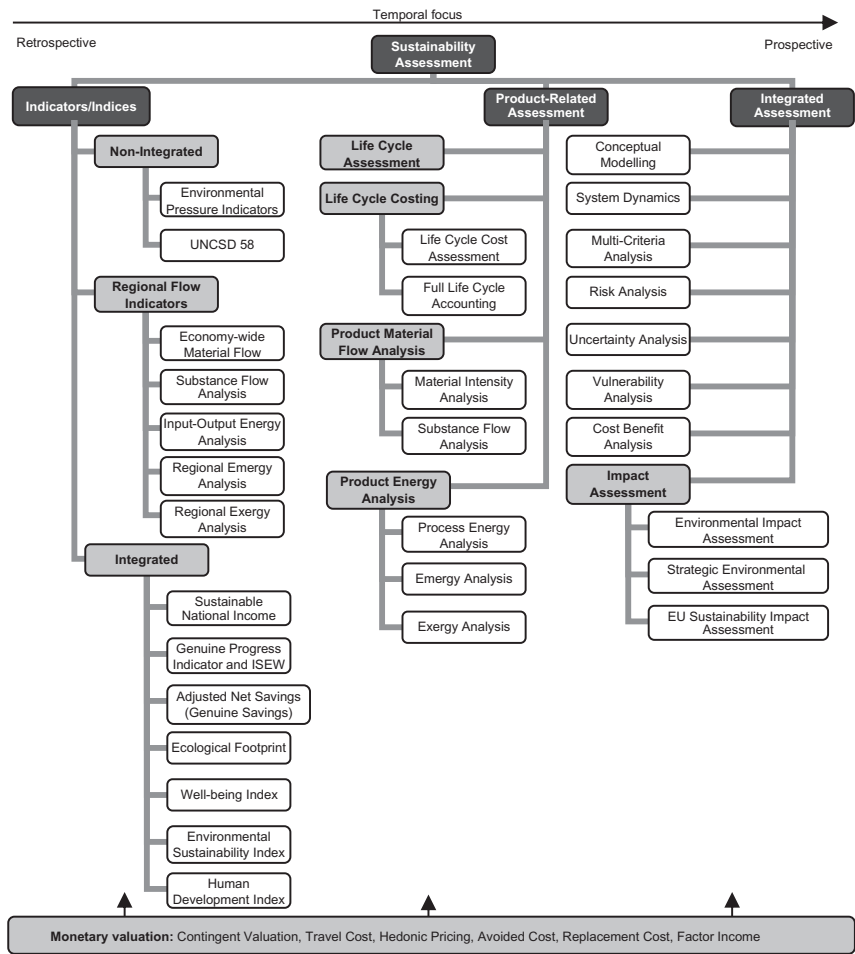 Temporal focus
Retrospective
Prospective
Sustainability
Assessment
Indicators/Indices
Product-Related
Assessment
Integrated
Assessment
Non-Integrated
Environmental
Pressure Indicators
UNCSD 58
Regional Flow
Indicators
Economy-wide
Material Flow
Substance Flow
Analysis
Input-Output Energy
Analysis
Regional Emergy
Analysis
Regional Exergy
Analysis
Integrated
Sustainable
National Income
Genuine Progress
Indicator and ISEW
Adjusted Net Savings
(Genuine Savings)
Ecological Footprint
Well-being Index
Environmental
Sustainability Index
Human
Development Index
Life Cycle
Assessment
Life Cycle Costing
Life Cycle Cost
Assessment
Full Life Cycle
Accounting
Product Material
Flow Analysis
Material Intensity
Analysis
Substance Flow
Analysis
Product Energy
Analysis
Process Energy
Analysis
Emergy Analysis
Exergy Analysis
Conceptual
Modelling
System Dynamics
Multi-Criteria
Analysis
Risk Analysis
Uncertainty Analysis
Vulnerability
Analysis
Cost Benefit
Analysis
Impact
Assessment
Environmental Impact
Assessment
Strategic Environmental
Assessment
EU Sustainability Impact
Assessment
Monetary valuation: Contingent Valuation, Travel Cost, Hedonic Pricing, Avoided Cost, Replacement Cost, Factor Income